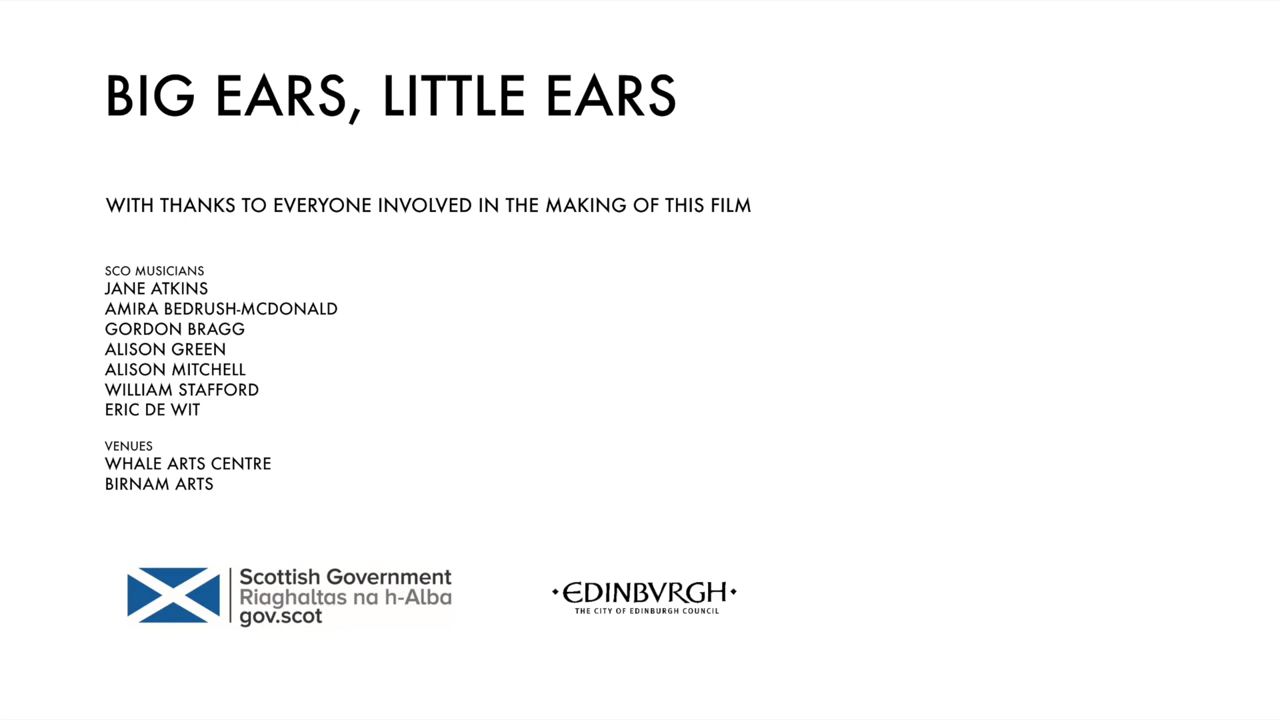 BIG EARS, LITTLE EARS
WITH THANKS TO EVERYONE INVOLVED IN THE MAKING OF THIS FILM
SCO MUSICIANS
JANE ATKINS
AMIRA BEDRUSH-MCDONALD
GORDON BRAGG
ALISON GREEN
ALISON MITCHELL
WILLIAM STAFFORD
ERIC DE WIT
VENUES
WHALE ARTS CENTRE
BIRNAM ARTS
Scottish Government
Riaghaltas na h-Alba
gov.scot
·EDINBVRGH·
THE CITY OF EDINBURGH COUNCIL